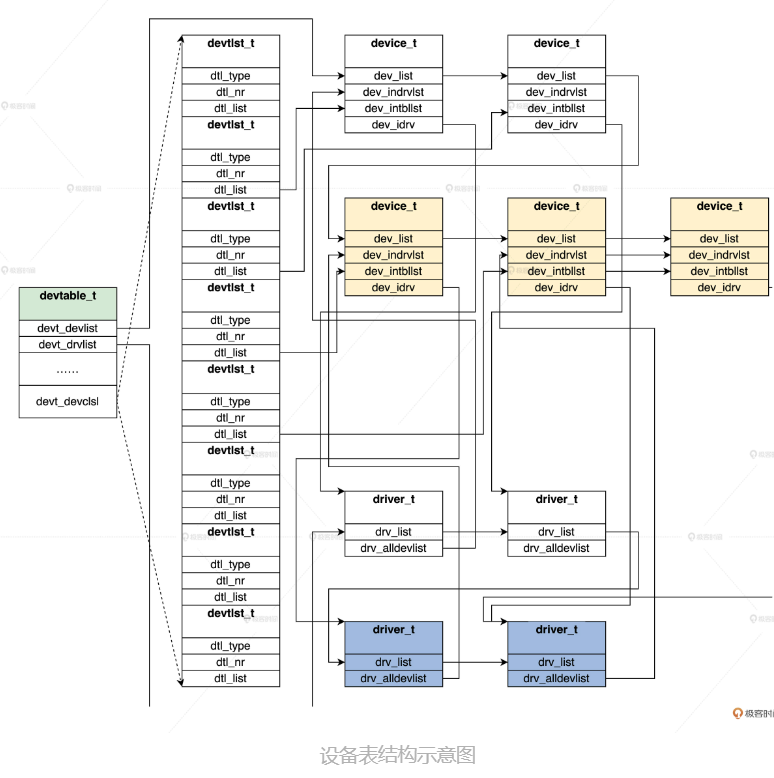 devtable_t
devt_devlist
devt_drvlist
……
devt_devclsl
devtlst_t
dtl_type
dtl_nr
dtl_list
devtlst_t
dtl_type
dtl_nr
dtl_list
devtlst_t
dtl_type
dtl_nr
dtl_list
devtlst_t
dtl_type
dtl_nr
dtl_list
devtlst_t
dtl_type
dtl_nr
dtl_list
devtlst_t
dtl_type
dtl_nr
dtl_list
devtlst_t
dtl_type
dtl_nr
dtl_list
devtlst_t
dtl_type
dtl_nr
dtl_list
device_t
dev_list
dev_indrvlst
dev_intbllst
dev_idrv
device_t
dev_list
dev_indrvlst
dev_intbllst
dev_idrv
device_t
dev_list
dev_indrvlst
dev_intbllst
dev_idrv
device_t
dev_list
dev_indrvlst
dev_intbllst
dev_idrv
device_t
dev_list
dev_indrvlst
dev_intbllst
dev_idrv
driver_t
drv_list
drv_alldevlist
driver_t
drv_list
drv_alldevlist
driver_t
drv_list
drv_alldevlist
driver_t
drv_list
drv_alldevlist
极客时
设备表结构示意图